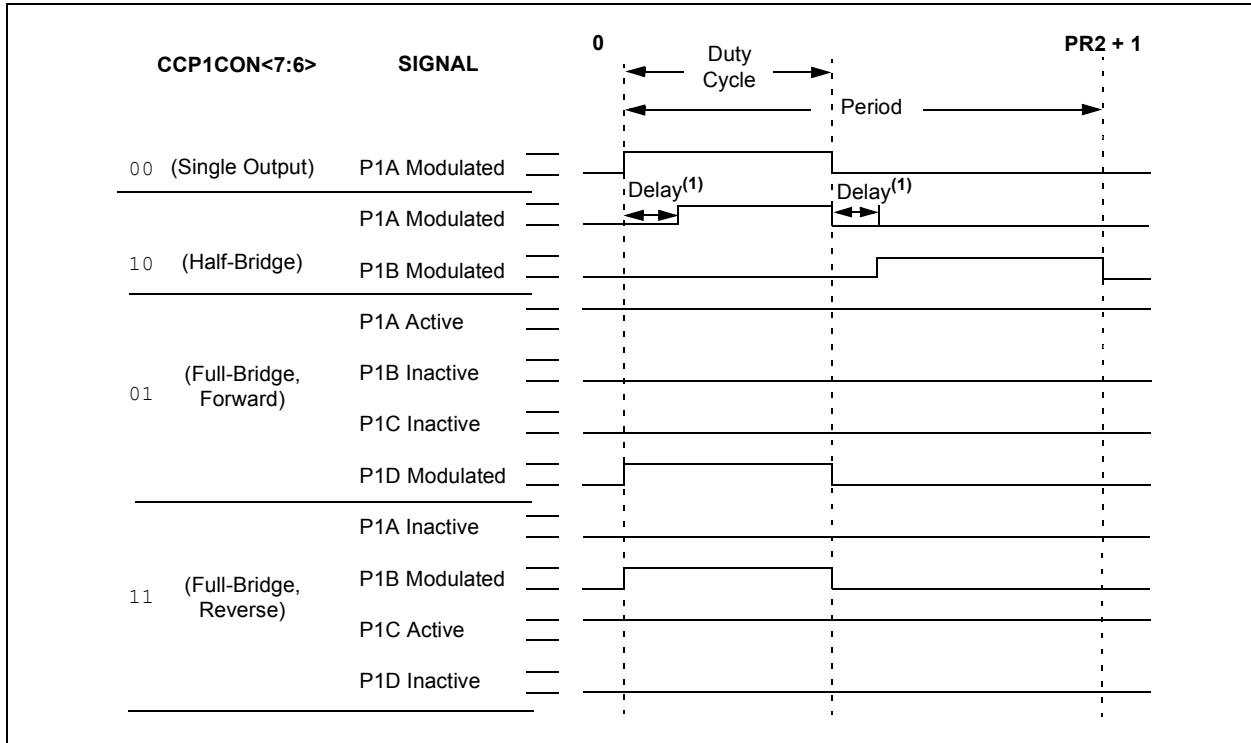 0
PR2 + 1
CCP1CON<7:6>
SIGNAL
Duty
Cycle
Period
00
(Single Output)
P1A Modulated
Delay(1)
Delay(1)
P1A Modulated
10
(Half-Bridge)
P1B Modulated
P1A Active
01
(Full-Bridge,
Forward)
P1B Inactive
P1C Inactive
P1D Modulated
P1A Inactive
11
(Full-Bridge,
Reverse)
P1B Modulated
P1C Active
P1D Inactive